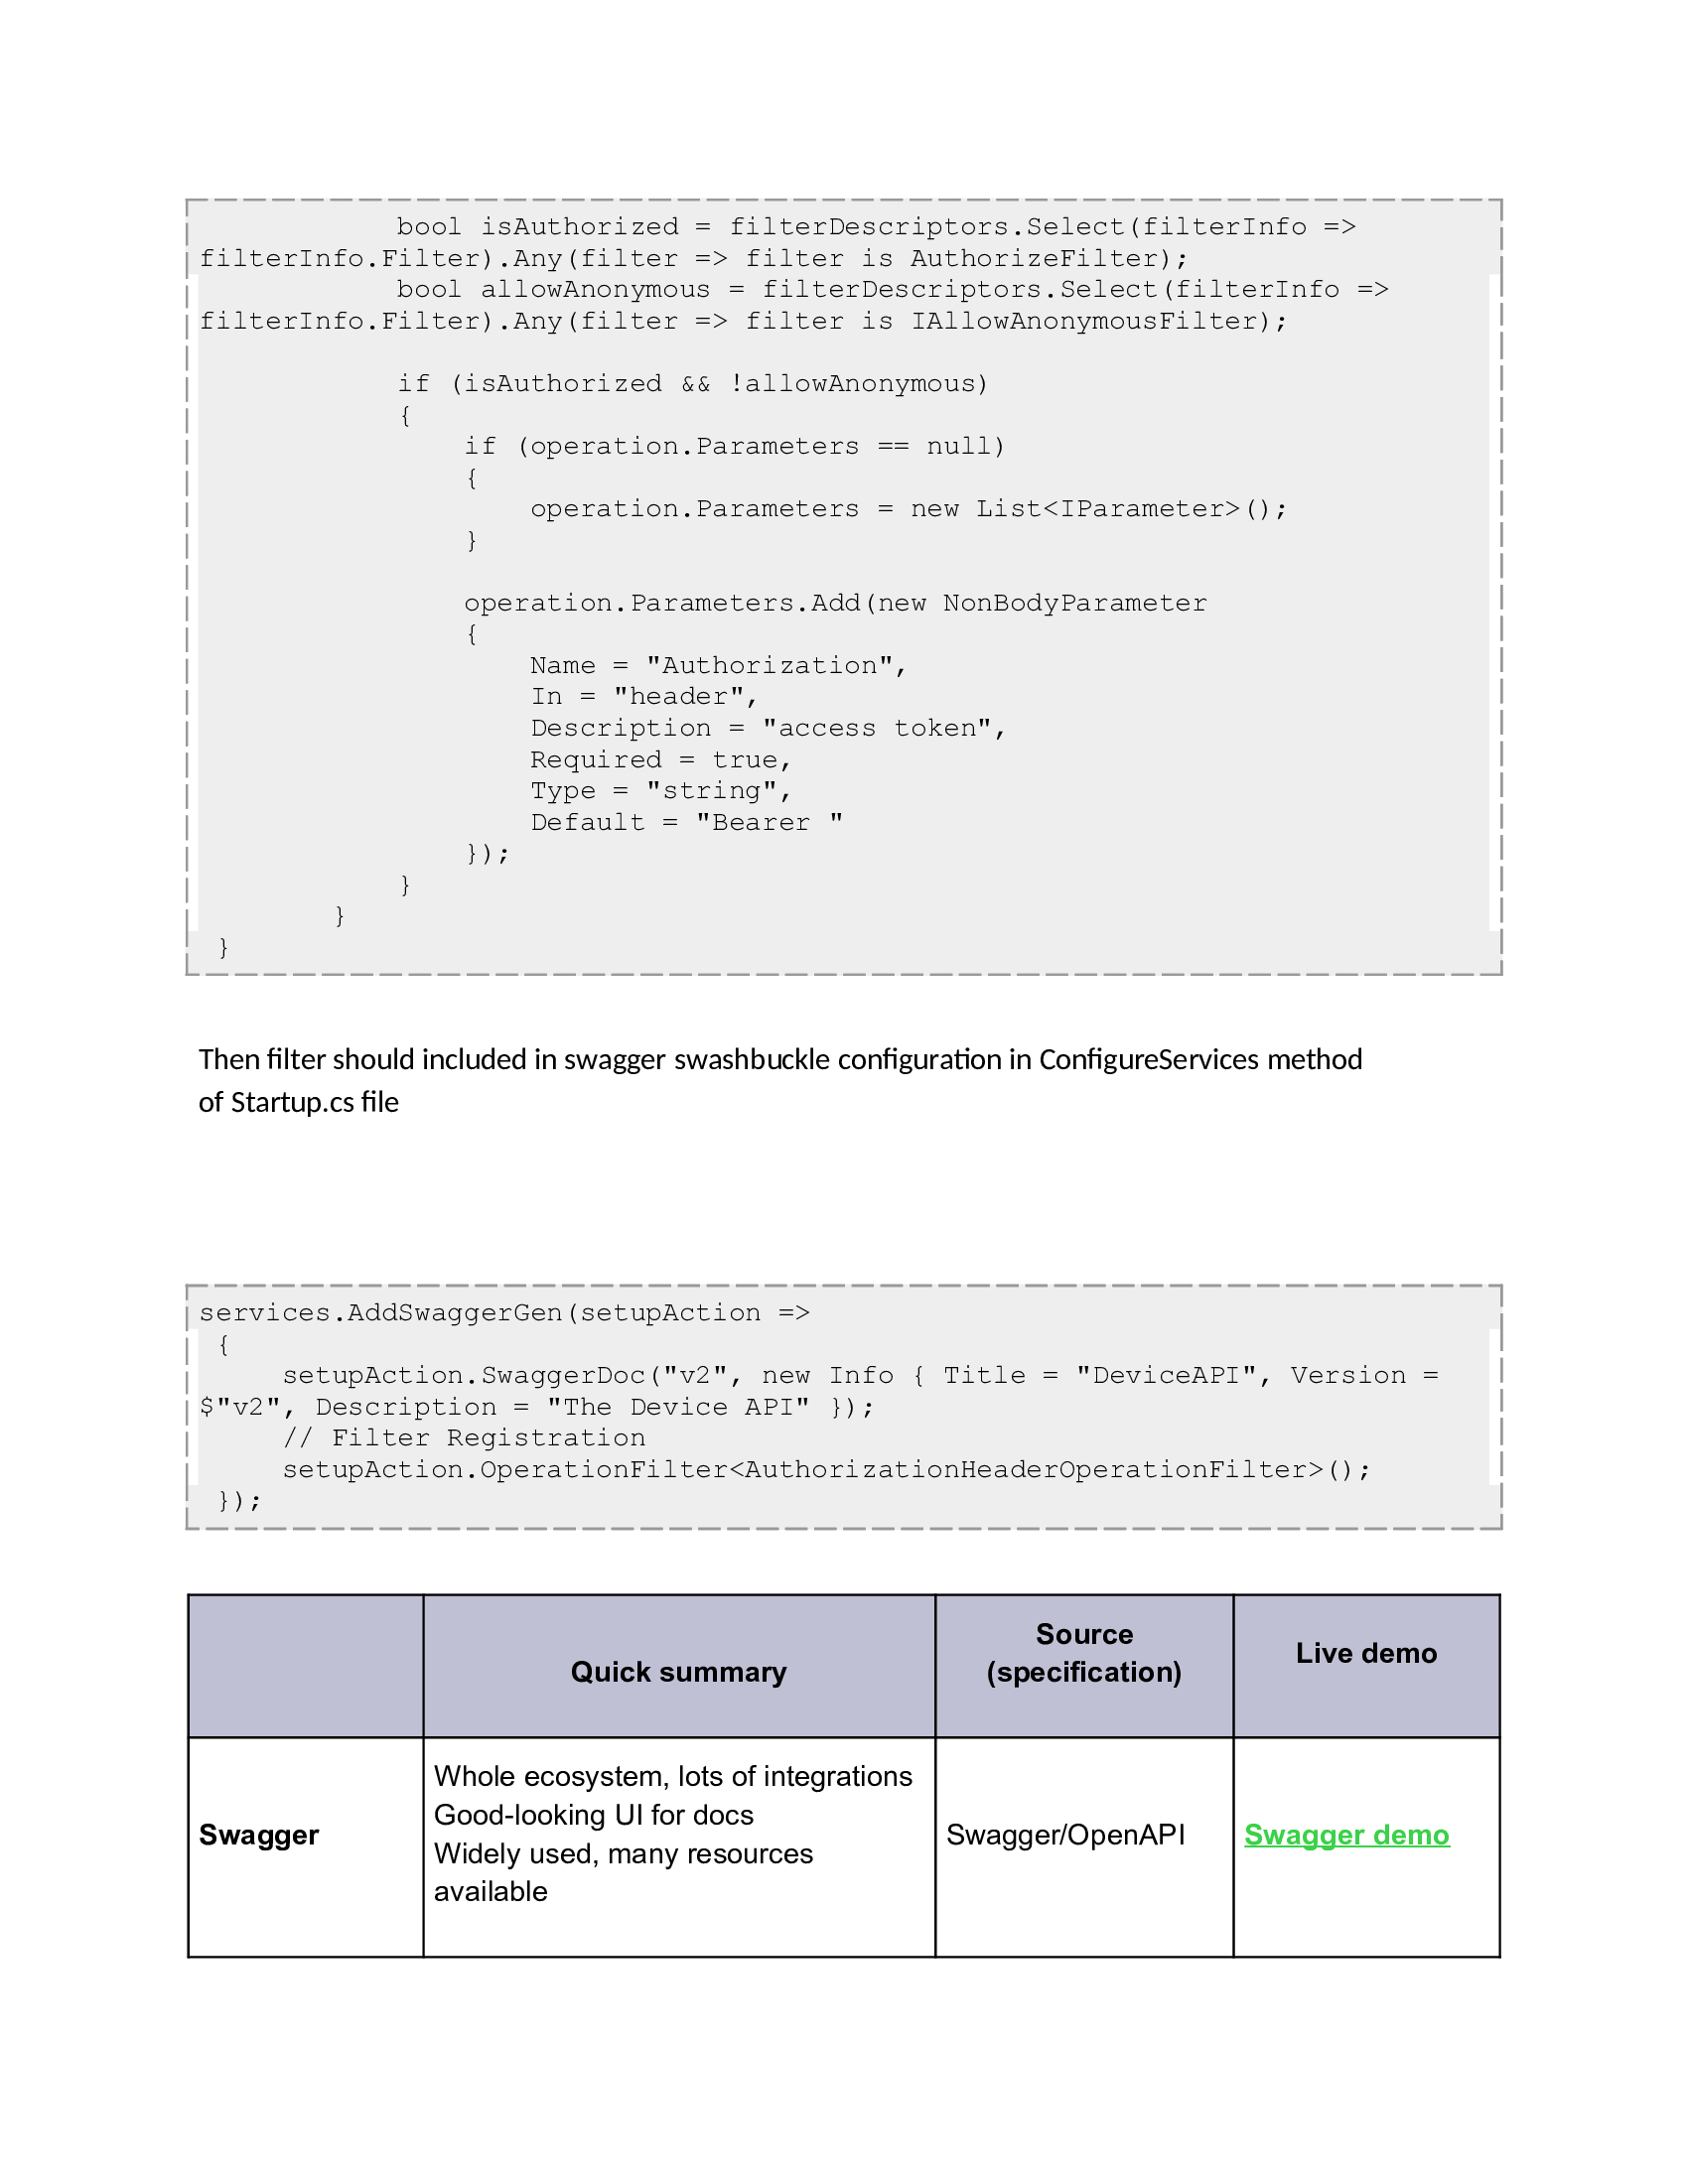 bool isAuthorized = filterDescriptors.Select(filterInfo =>
filterInfo.Filter).Any(filter => filter is AuthorizeFilter);
            bool allowAnonymous = filterDescriptors.Select(filterInfo =>
filterInfo.Filter).Any(filter => filter is IAllowAnonymousFilter);

            if (isAuthorized && !allowAnonymous)
            {
                if (operation.Parameters == null)
                {
                    operation.Parameters = new List<IParameter>();
                }

                operation.Parameters.Add(new NonBodyParameter
                {
                    Name = "Authorization",
                    In = "header",
                    Description = "access token",
                    Required = true,
                    Type = "string",
                    Default = "Bearer "
                });
            }
        }
 }

Then filter should included in swagger swashbuckle configuration in ConfigureServices method
of Startup.cs file

services.AddSwaggerGen(setupAction =>
 {
     setupAction.SwaggerDoc("v2", new Info { Title = "DeviceAPI", Version =
$"v2", Description = "The Device API" });
     // Filter Registration
     setupAction.OperationFilter<AuthorizationHeaderOperationFilter>();
 });

Quick summary
Source
(specification)
Live demo
Swagger
Whole ecosystem, lots of integrations
Good-looking UI for docs
Widely used, many resources
available
Swagger/OpenAPI
Swagger demo